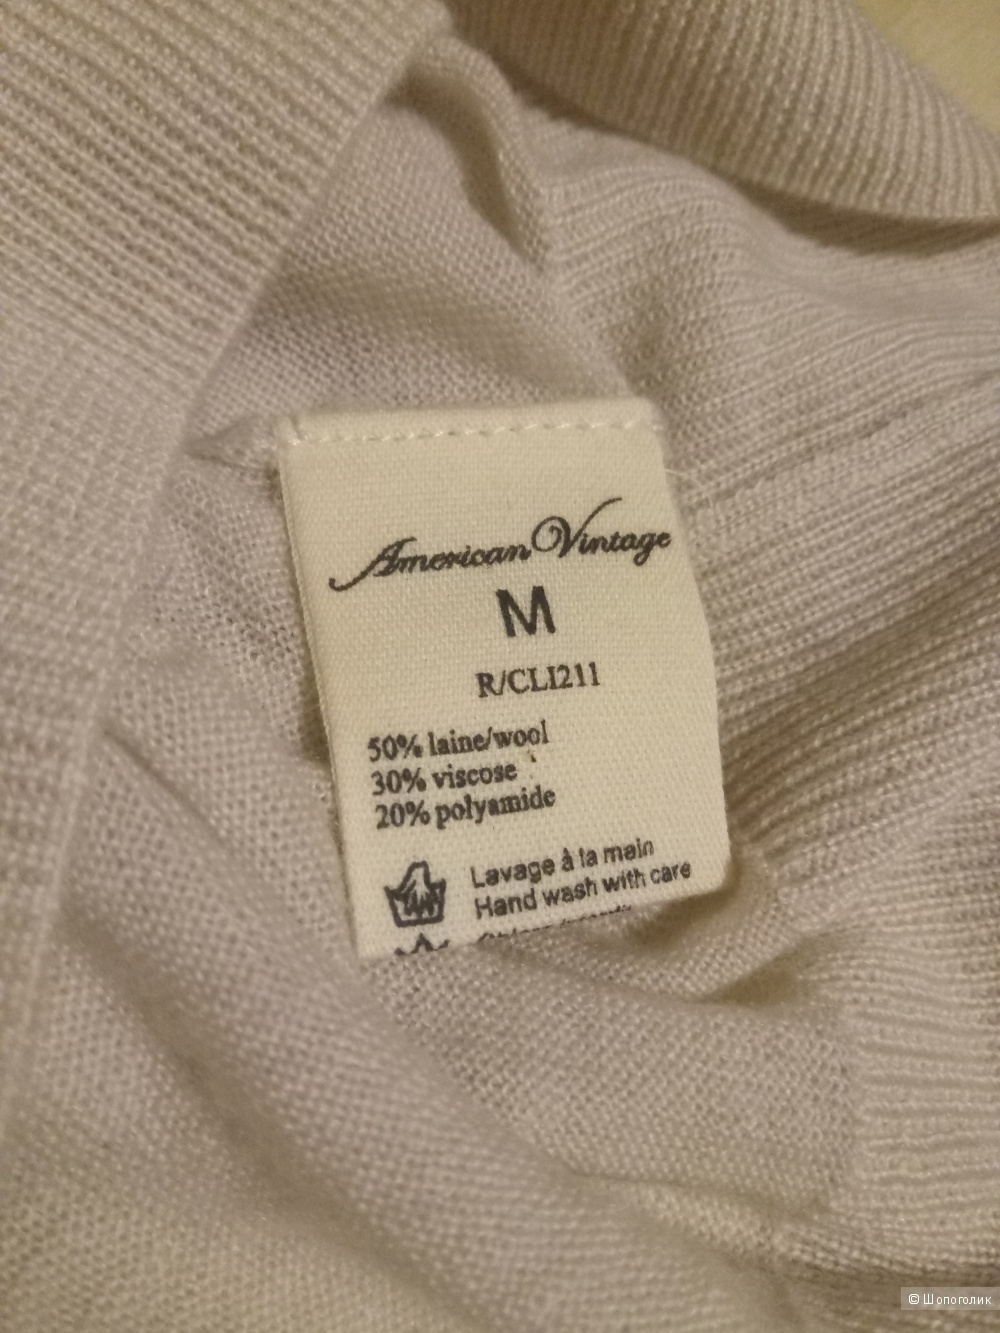 American Vintage
M
R/CLI211
50% laine/wool
30% viscose
20% polyamide
Lavage à la main
Hand wash with care
© Шопоголик